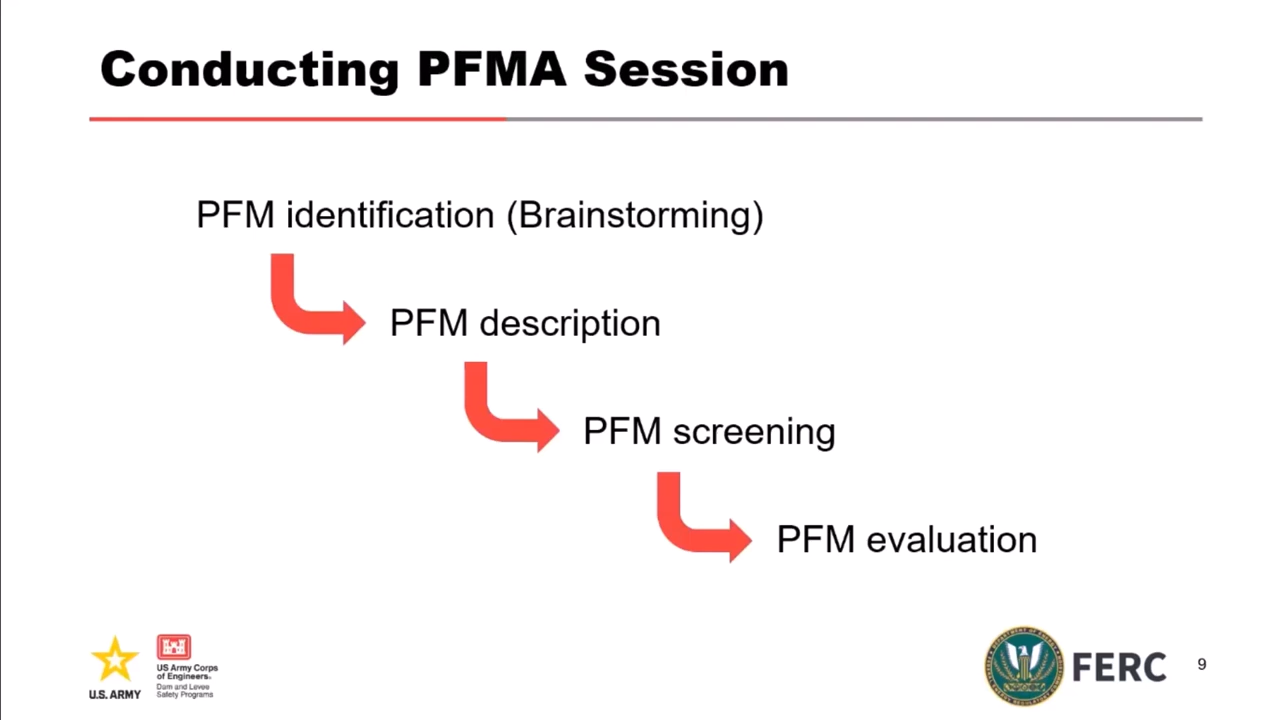 Conducting PFMA Session
PFM identification (Brainstorming)
PFM description
PFM screening
PFM evaluation
U.S. ARMY
US Army Corps
of Engineers®
Dam and Levee
Safety Programs
FERC
9